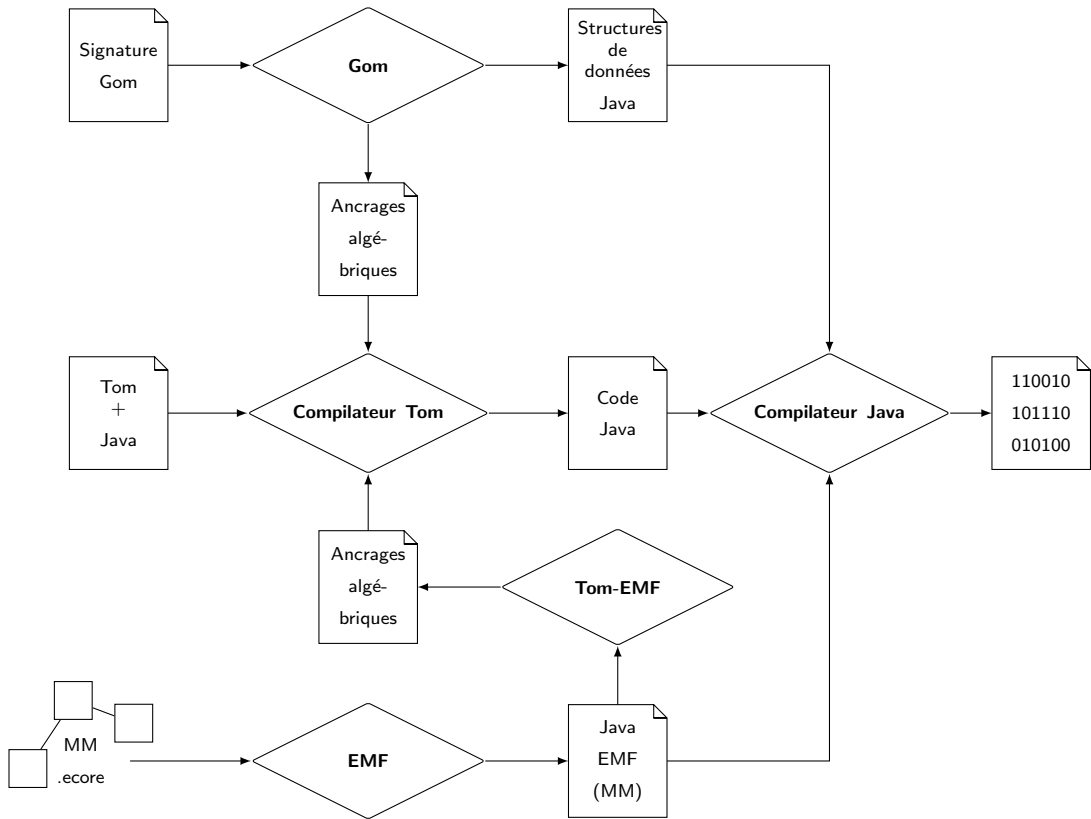 Signature
Gom
Gom
Structures
de
données
Java
Ancrages
algé-
briques
Tom
+
Java
Compilateur Tom
Code
Java
Compilateur Java
110010
101110
010100
Ancrages
algé-
briques
Tom-EMF
MM
.ecore
EMF
Java
EMF
(MM)